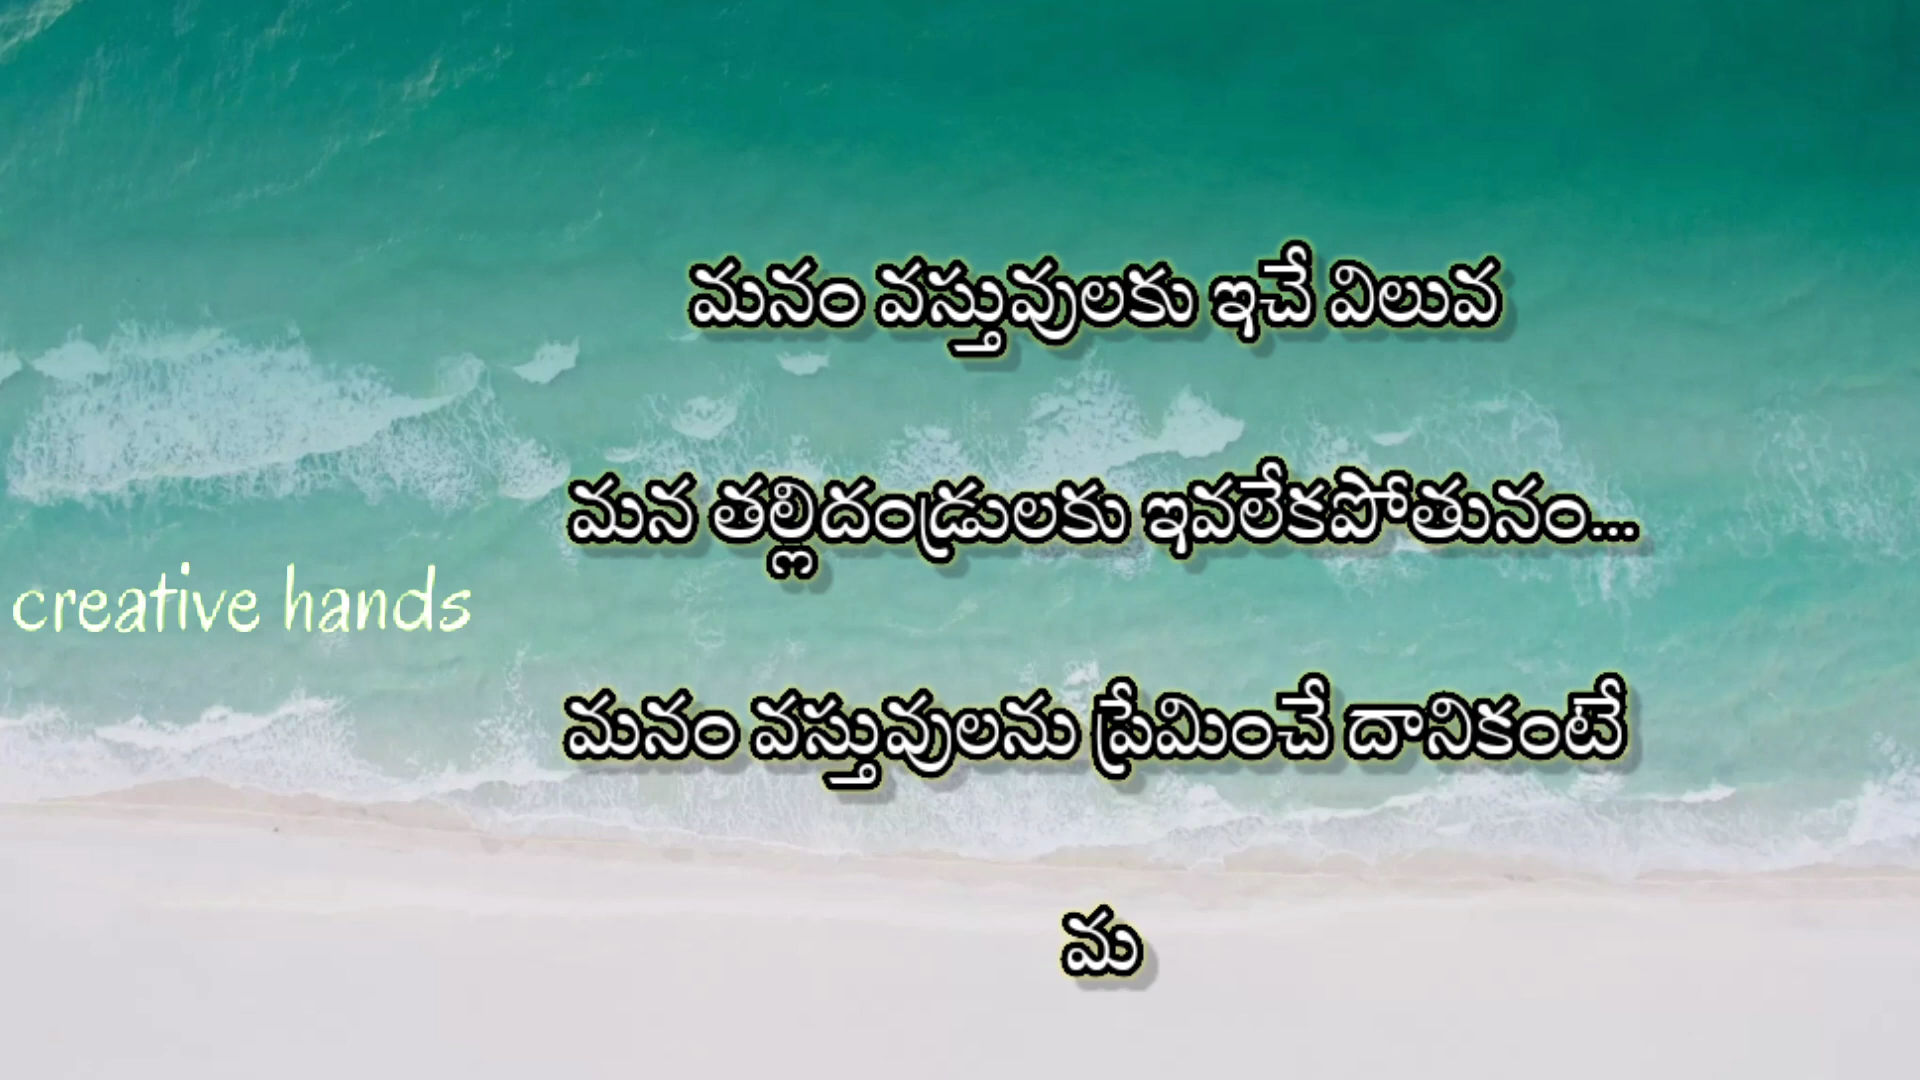 మనం వస్తువులకు ఇచే విలువ
మన తల్లిదండ్రులకు ఇవలేకపోతునం...
creative hands
మనం వస్తువులను ప్రేమించే దానికంటే
మ